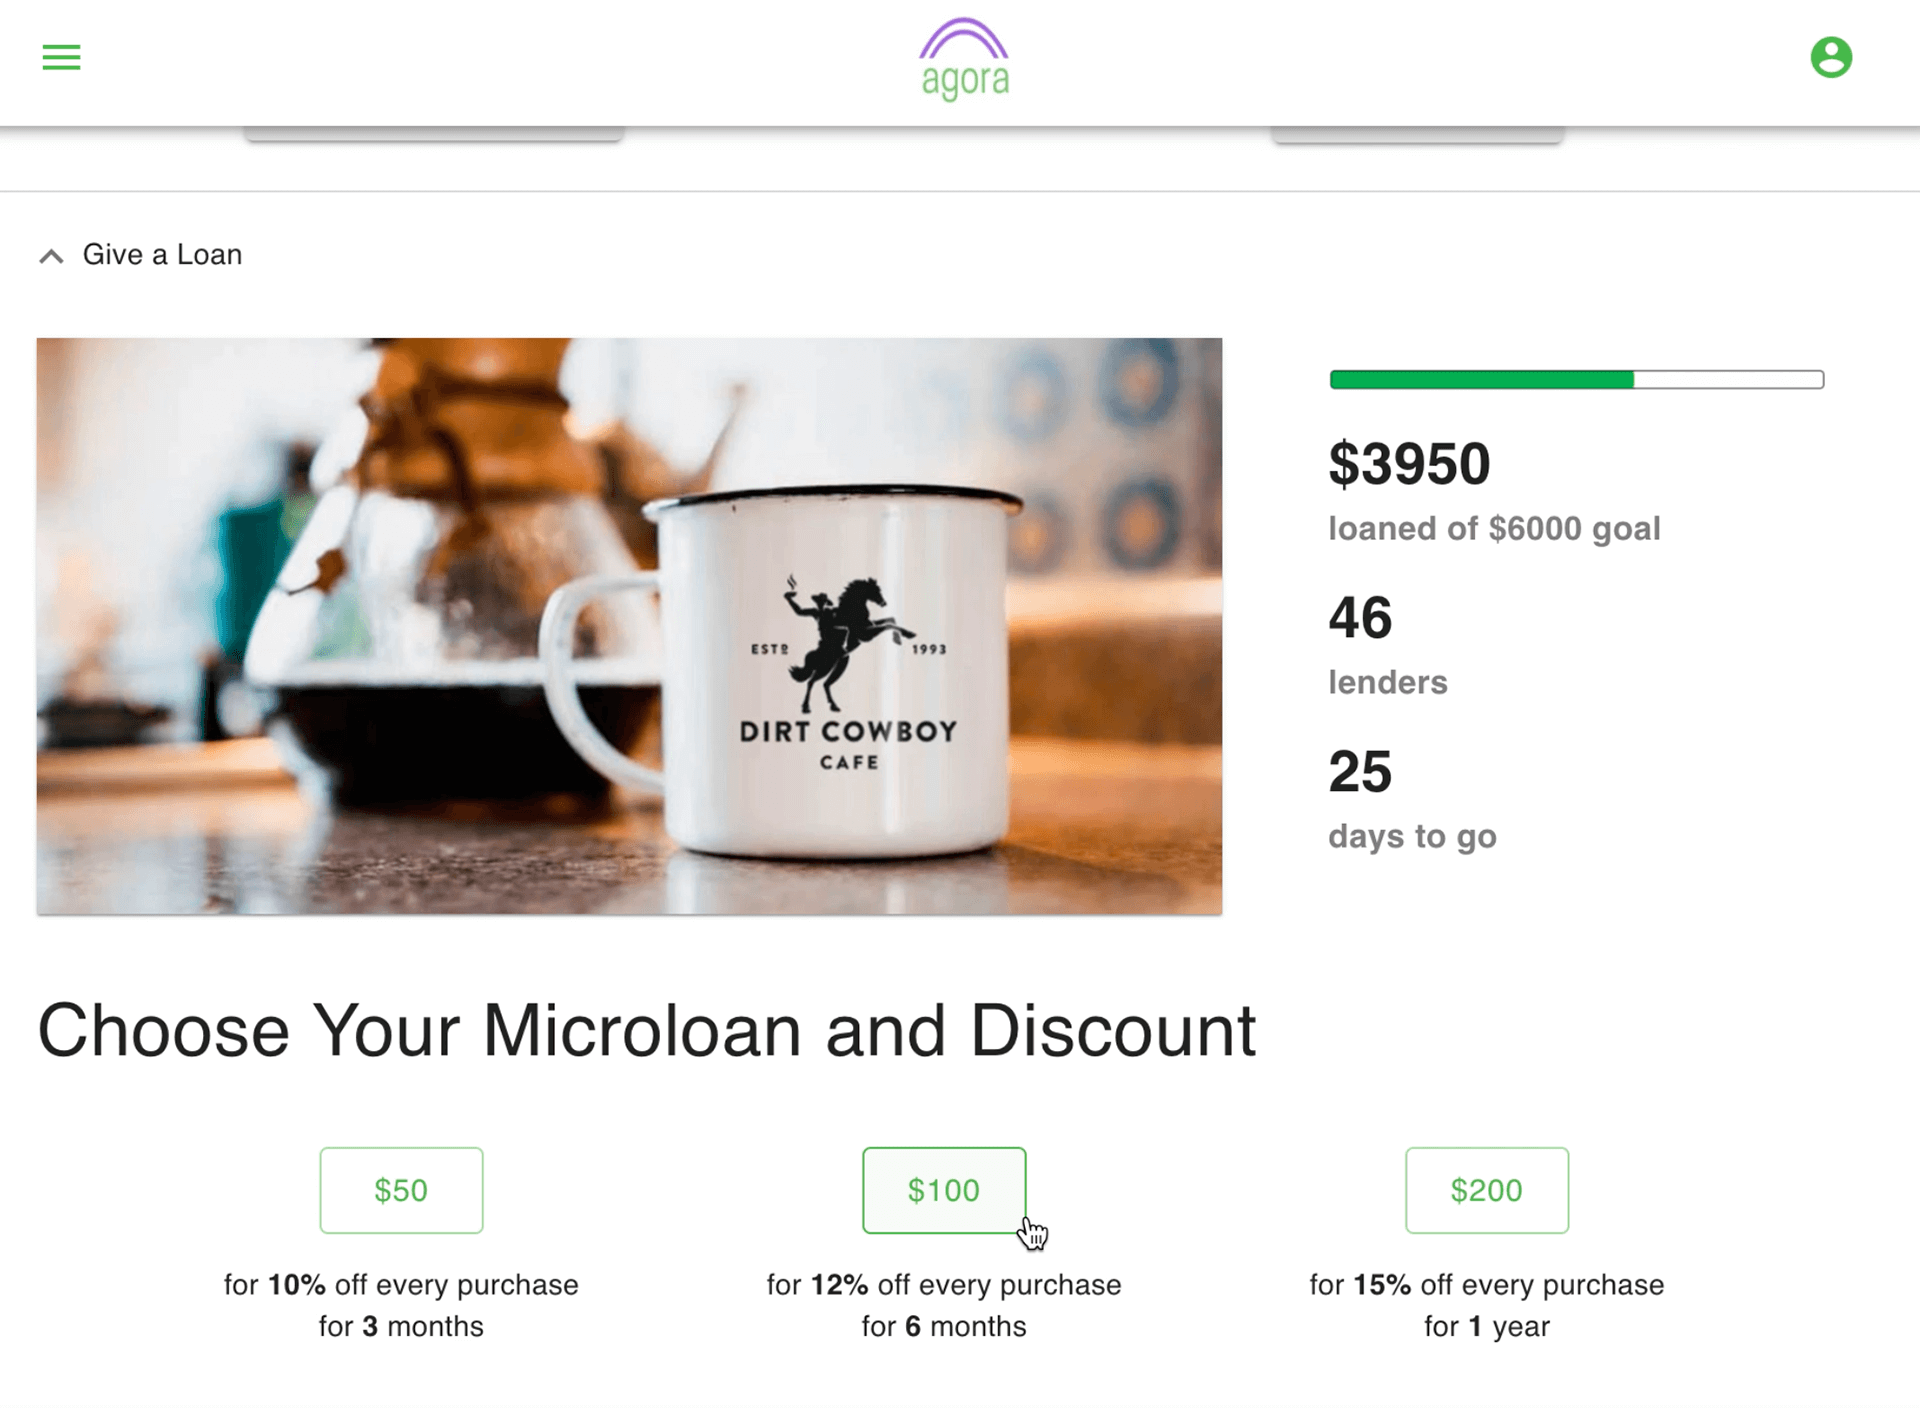 agora
Give a Loan
ESTD 1993
DIRT COWBOY
CAFE
$3950
loaned of $6000 goal
46
lenders
25
days to go
Choose Your Microloan and Discount
$50
for 10% off every purchase
for 3 months
$100
for 12% off every purchase
for 6 months
$200
for 15% off every purchase
for 1 year